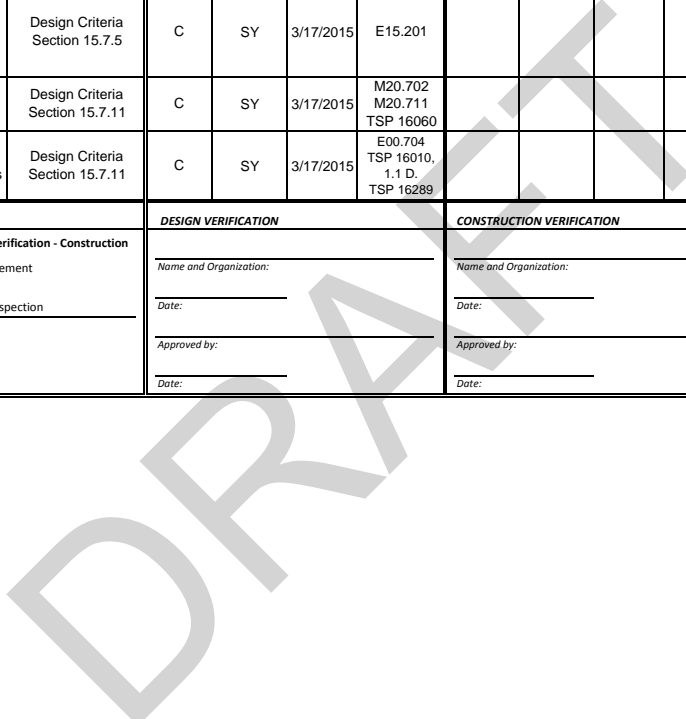 Design Criteria
Section 15.7.5
C
SY
3/17/2015
E15.201
Design Criteria
Section 15.7.11
C
SY
3/17/2015
M20.702
M20.711
TSP 16060
Design Criteria
Section 15.7.11
C
SY
3/17/2015
E00.704
TSP 16010,
1.1 D.
TSP 16289
DESIGN VERIFICATION
CONSTRUCTION VERIFICATION
- Construction
Name and Organization:
Name and Organization:
Date:
Date:
Approved by:
Approved by:
Date:
Date:
DRAFT